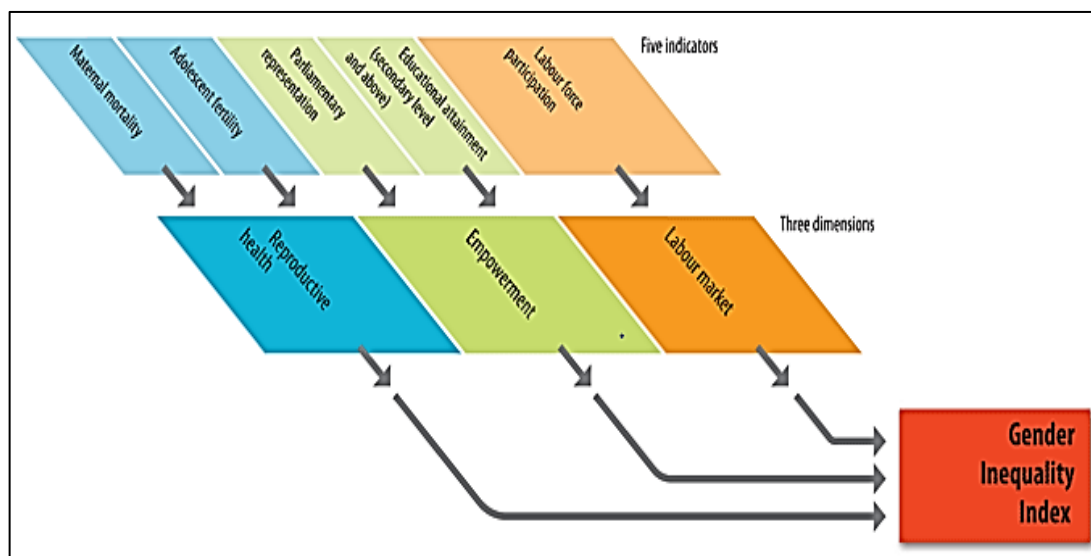 Maternal mortality
Adolescent fertility
Parliamentary
representation
Educational attainment
(secondary level
and above)
Labour force
participation
Five indicators
Reproductive
health
Empowerment
Labour market
Three dimensions
Gender
Inequality
Index